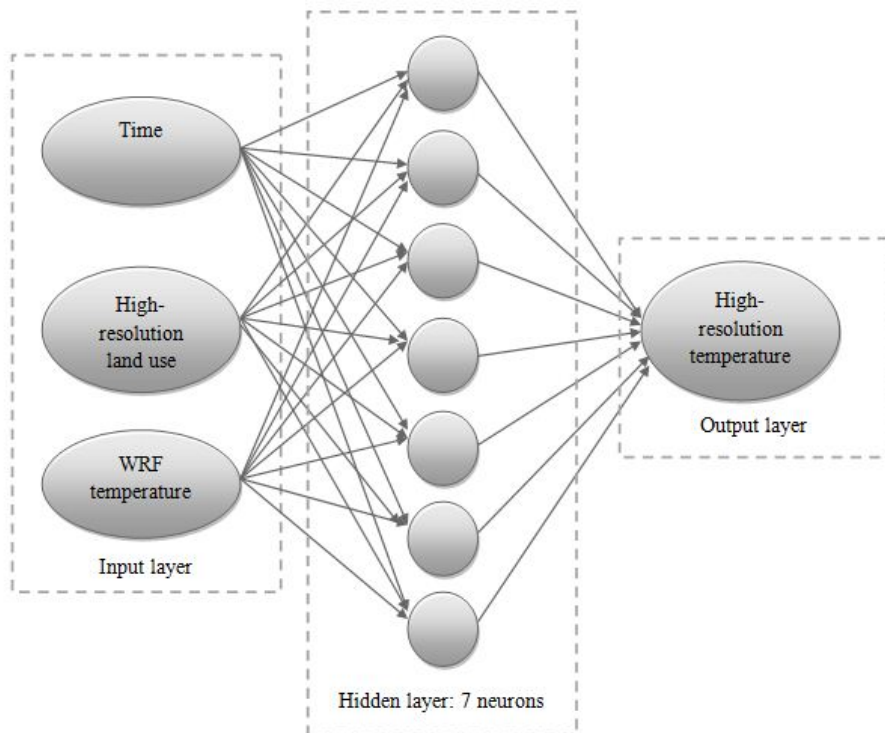 Time
High-
resolution
land use
WRF
temperature
Input layer
Hidden layer: 7 neurons
High-
resolution
temperature
Output layer